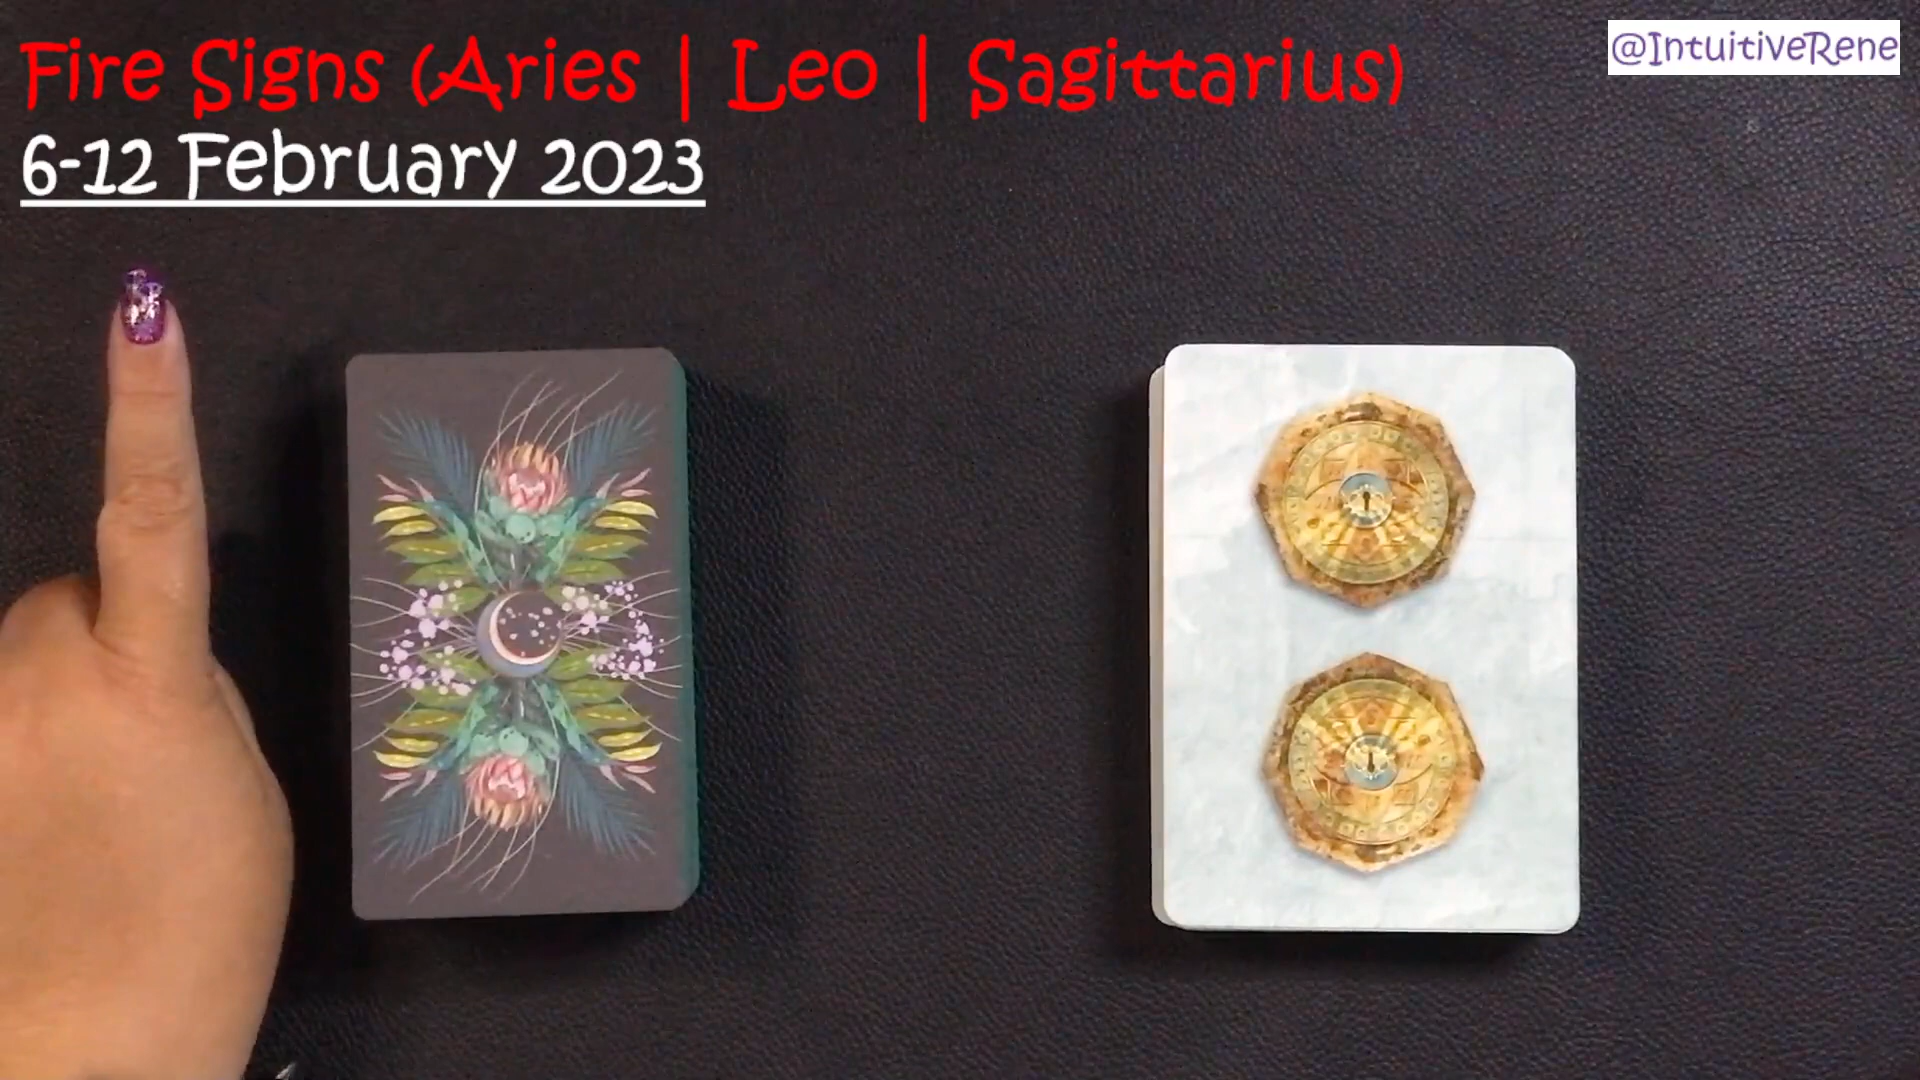 Fire Signs (Aries | Leo | Sagittarius)
@IntuitiveRene
6-12 February 2023